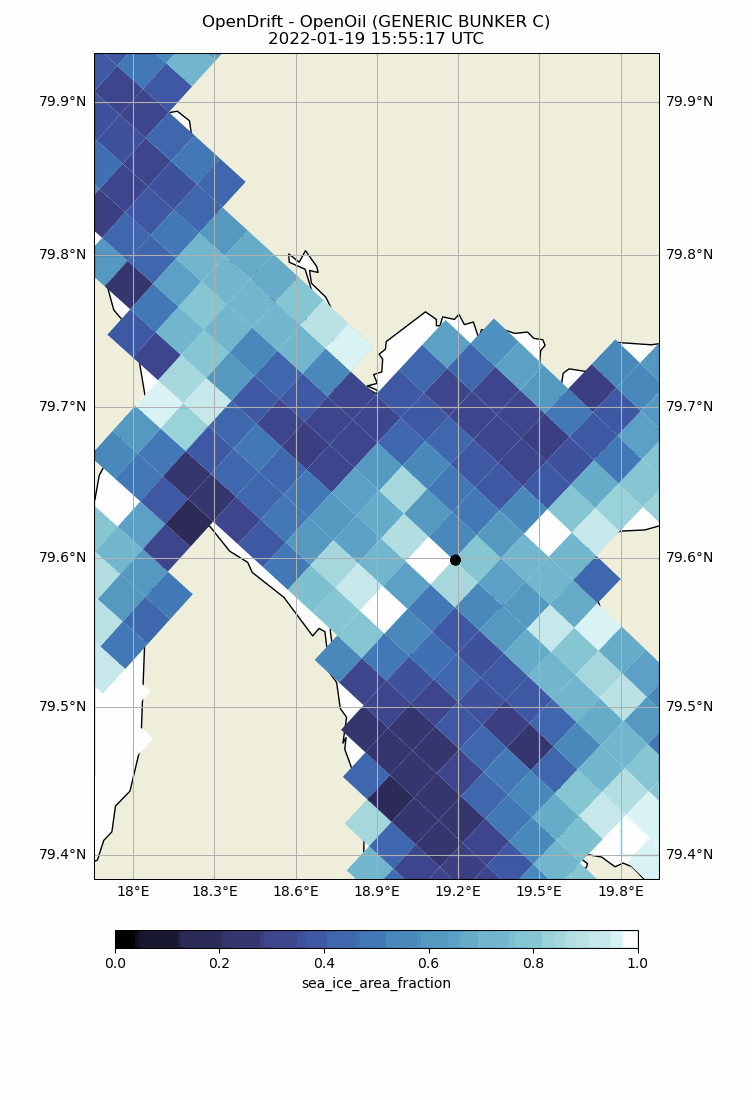 OpenDrift - OpenOil (GENERIC BUNKER C)
2022-01-19 15:55:17 UTC
79.9°N 79.9°N
79.8°N 79.8°N
79.7°N 79.7°N
79.6°N 79.6°N
79.5°N 79.5°N
79.4°N 79.4°N
18°E 18.3°E 18.6°E 18.9°E 19.2°E 19.5°E 19.8°E
0.0 0.2 0.4 0.6 0.8 1.0
sea_ice_area_fraction